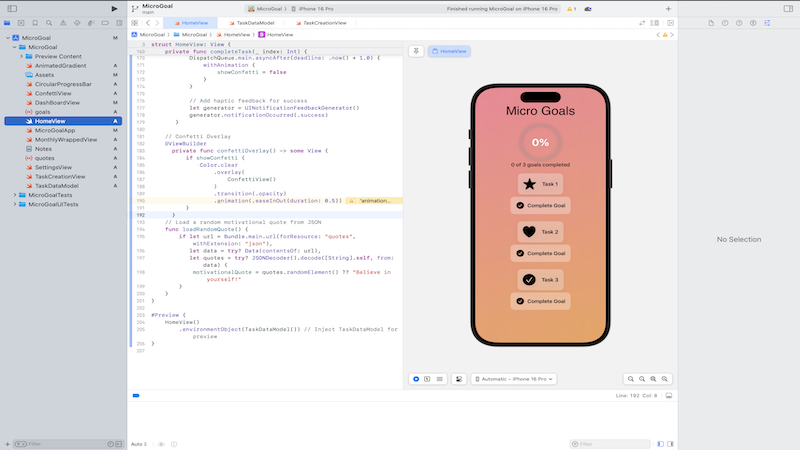 MicroGoal
main
MicroGoal
iPhone 16 Pro
Finished running MicroGoal on iPhone 16 Pro
1
HomeView
TaskDataModel
TaskCreationView
MicroGoal
MicroGoal
HomeView
HomeView
MicroGoal
M
MicroGoal
Preview Content
AnimatedGradient
A
Assets
M
CircularProgressBar
A
ConfettiView
A
DashBoardView
M
goals
A
HomeView
A
MicroGoalApp
M
MonthlyWrappedView
A
Notes
A
quotes
A
SettingsView
A
TaskCreationView
A
TaskDataModel
A
MicroGoalTests
MicroGoalUITests
Filter
struct HomeView: View {
private func completeTask(_ index: Int) {
DispatchQueue.main.asyncAfter(deadline: .now() + 1.0) {
171 withAnimation {
172 showConfetti = false
173 }
174 }
175
176 // Add haptic feedback for success
177 let generator = UINotificationFeedbackGenerator()
178 generator.notificationOccurred(.success)
179 }
180
181 // Confetti Overlay
182 @ViewBuilder
183 private func confettiOverlay() -> some View {
184 if showConfetti {
185 Color.clear
186 .overlay(
187 ConfettiView()
188 )
189 .transition(.opacity)
190 .animation(.easeInOut(duration: 0.5))
'animation...
191 }
192 }
193 // Load a random motivational quote from JSON
194 func loadRandomQuote() {
195 if let url = Bundle.main.url(forResource: "quotes",
withExtension: "json"),
196 let data = try? Data(contentsOf: url),
197 let quotes = try? JSONDecoder().decode([String].self, from:
data) {
198 motivationalQuote = quotes.randomElement() ?? "Believe in
yourself!"
199 }
200 }
201 }
202
203 #Preview {
204 HomeView()
205 .environmentObject(TaskDataModel()) // Inject TaskDataModel for
preview
206 }
207
HomeView
Micro Goals
0%
0 of 3 goals completed
Task 1
Complete Goal
Task 2
Complete Goal
Task 3
Complete Goal
Automatic – iPhone 16 Pro
Line: 192 Col: 8
Auto
Filter
No Selection